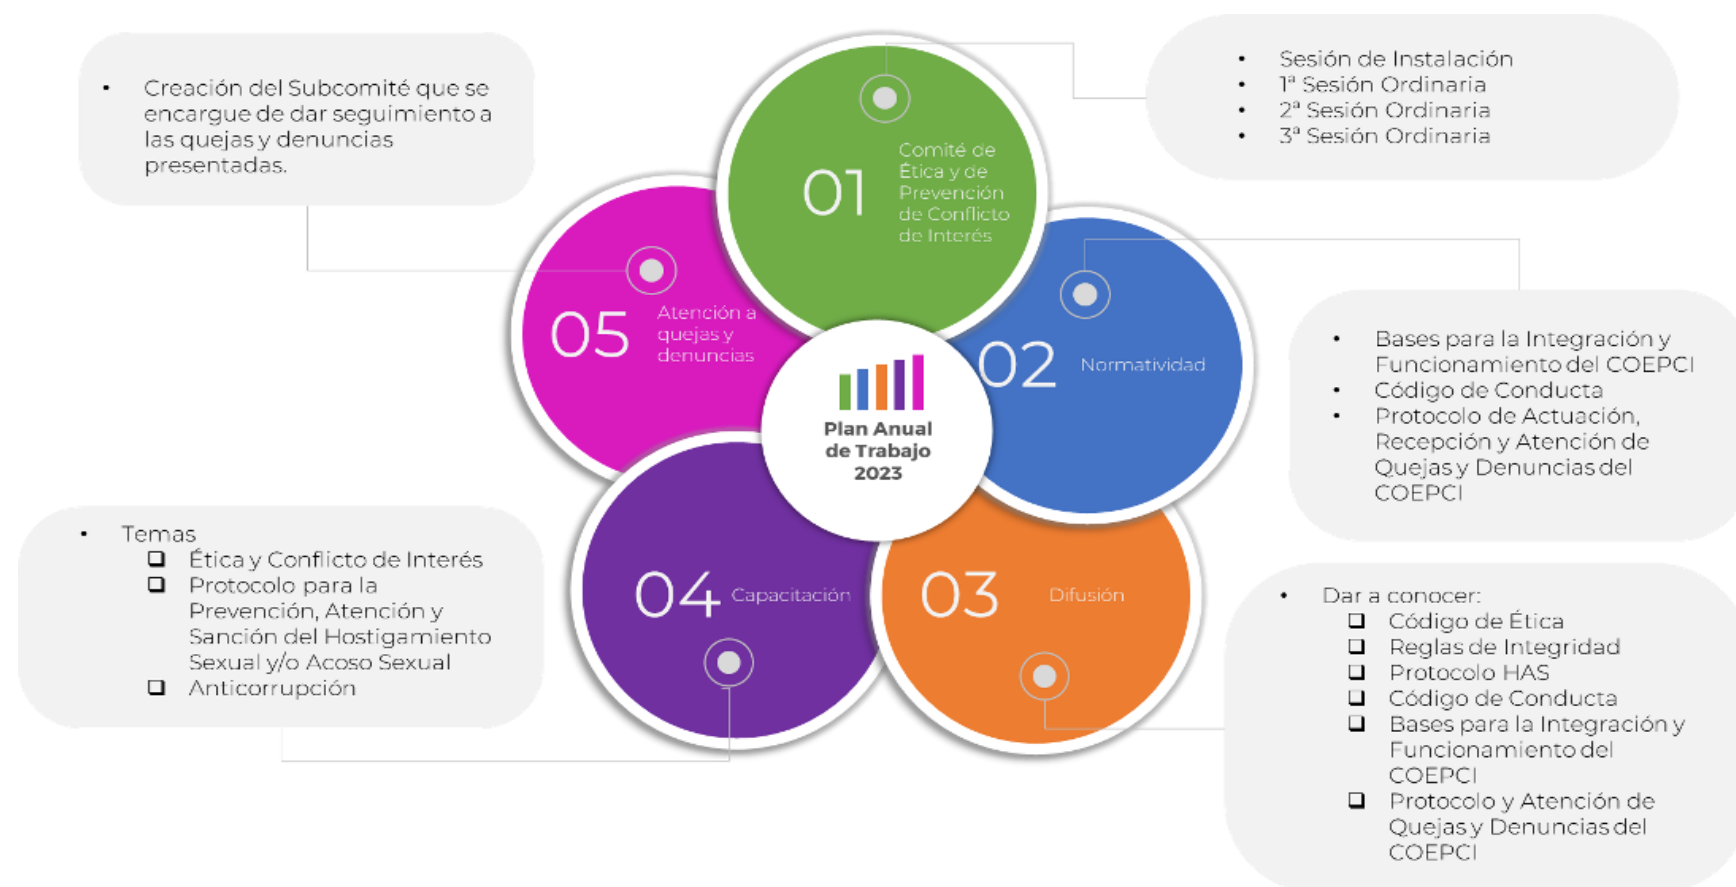 • Creación del Subcomité que se
encargue de dar seguimiento a
las quejas y denuncias
presentadas.
• Sesión de Instalación
• 1ª Sesión Ordinaria
• 2ª Sesión Ordinaria
• 3ª Sesión Ordinaria
01
Comité de
Ética y de
Prevención
de Conflicto
de Interés
05
Atención a
quejas y
denuncias
02
Normatividad
• Bases para la Integración y
Funcionamiento del COEPCI
• Código de Conducta
• Protocolo de Actuación,
Recepción y Atención de
Quejas y Denuncias del
COEPCI
Plan Anual
de Trabajo
2023
• Temas
❑ Ética y Conflicto de Interés
❑ Protocolo para la
Prevención, Atención y
Sanción del Hostigamiento
Sexual y/o Acoso Sexual
❑ Anticorrupción
04
Capacitación
03
Difusión
• Dar a conocer:
❑ Código de Ética
❑ Reglas de Integridad
❑ Protocolo HAS
❑ Código de Conducta
❑ Bases para la Integración y
Funcionamiento del
COEPCI
❑ Protocolo y Atención de
Quejas y Denuncias del
COEPCI